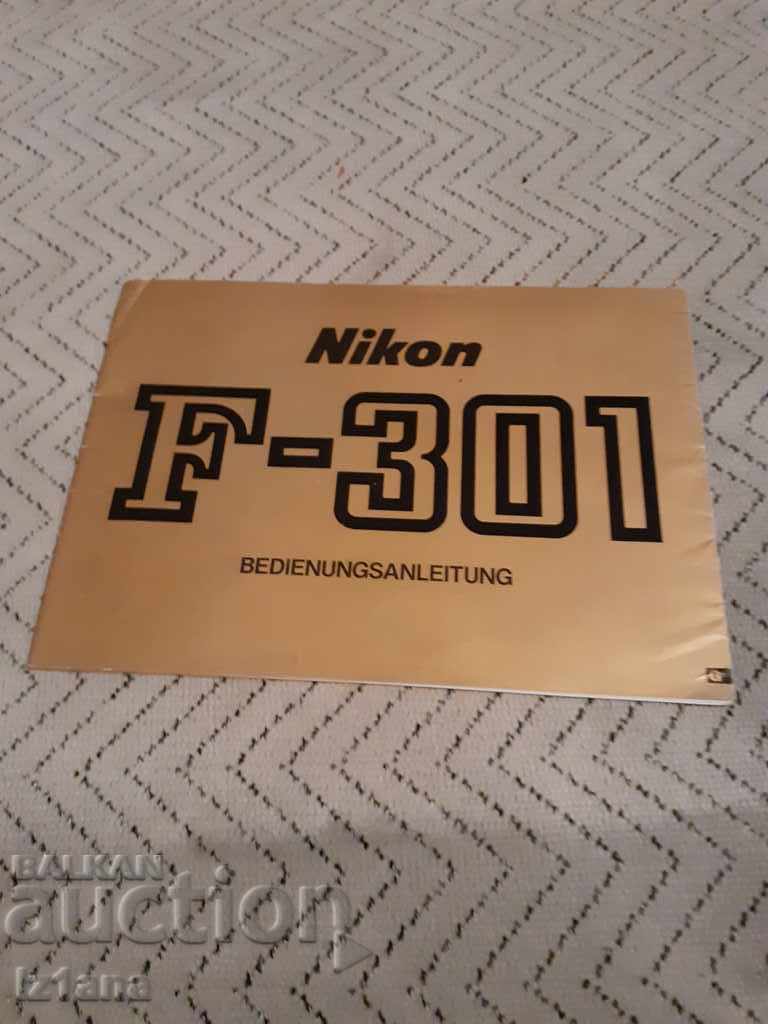 Nikon
F-301
BEDIENUNGSANLEITUNG
BALKAN
auction
Iz1ana